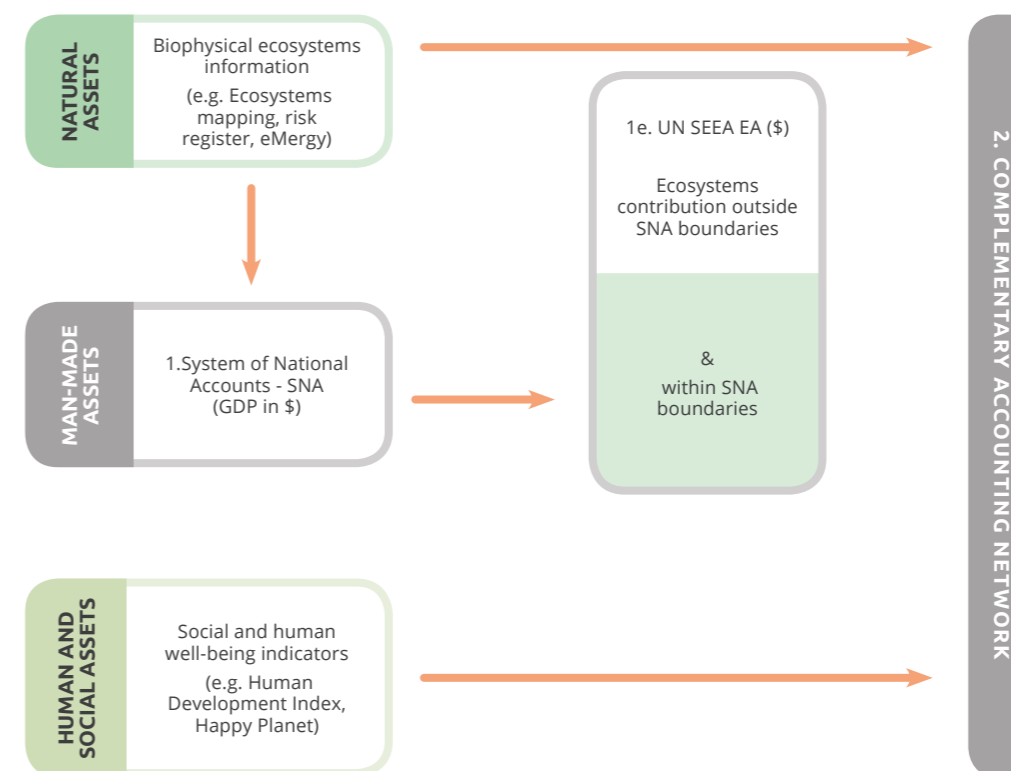 NATURAL
ASSETS
Biophysical ecosystems
information
(e.g. Ecosystems
mapping, risk
register, eMergy)
1e. UN SEEA EA ($)
Ecosystems
contribution outside
SNA boundaries
&
within SNA
boundaries
MAN-MADE
ASSETS
1.System of National
Accounts - SNA
(GDP in $)
HUMAN AND
SOCIAL ASSETS
Social and human
well-being indicators
(e.g. Human
Development Index,
Happy Planet)
2. COMPLEMENTARY ACCOUNTING NETWORK